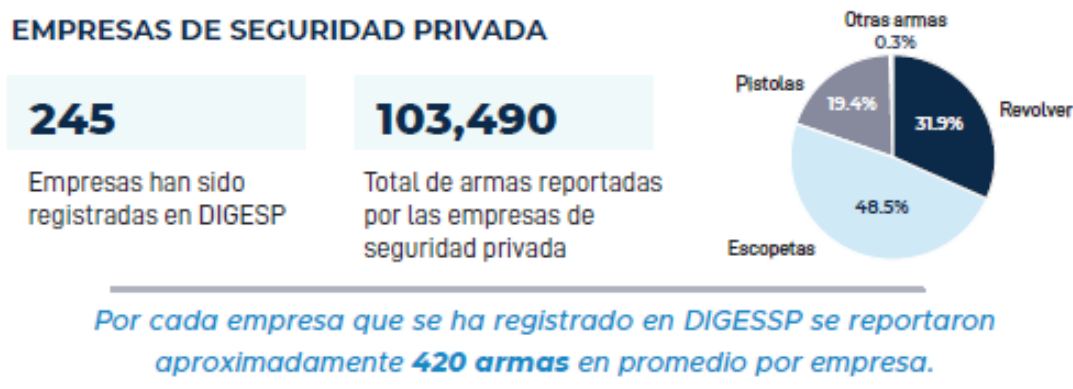 EMPRESAS DE SEGURIDAD PRIVADA
245
Empresas han sido
registradas en DIGESP
103,490
Total de armas reportadas
por las empresas de
seguridad privada
Otras armas
0.3%
Pistolas
19.4%
31.9%
Revolver
48.5%
Escopetas
Por cada empresa que se ha registrado en DIGESSP se reportaron
aproximadamente 420 armas en promedio por empresa.